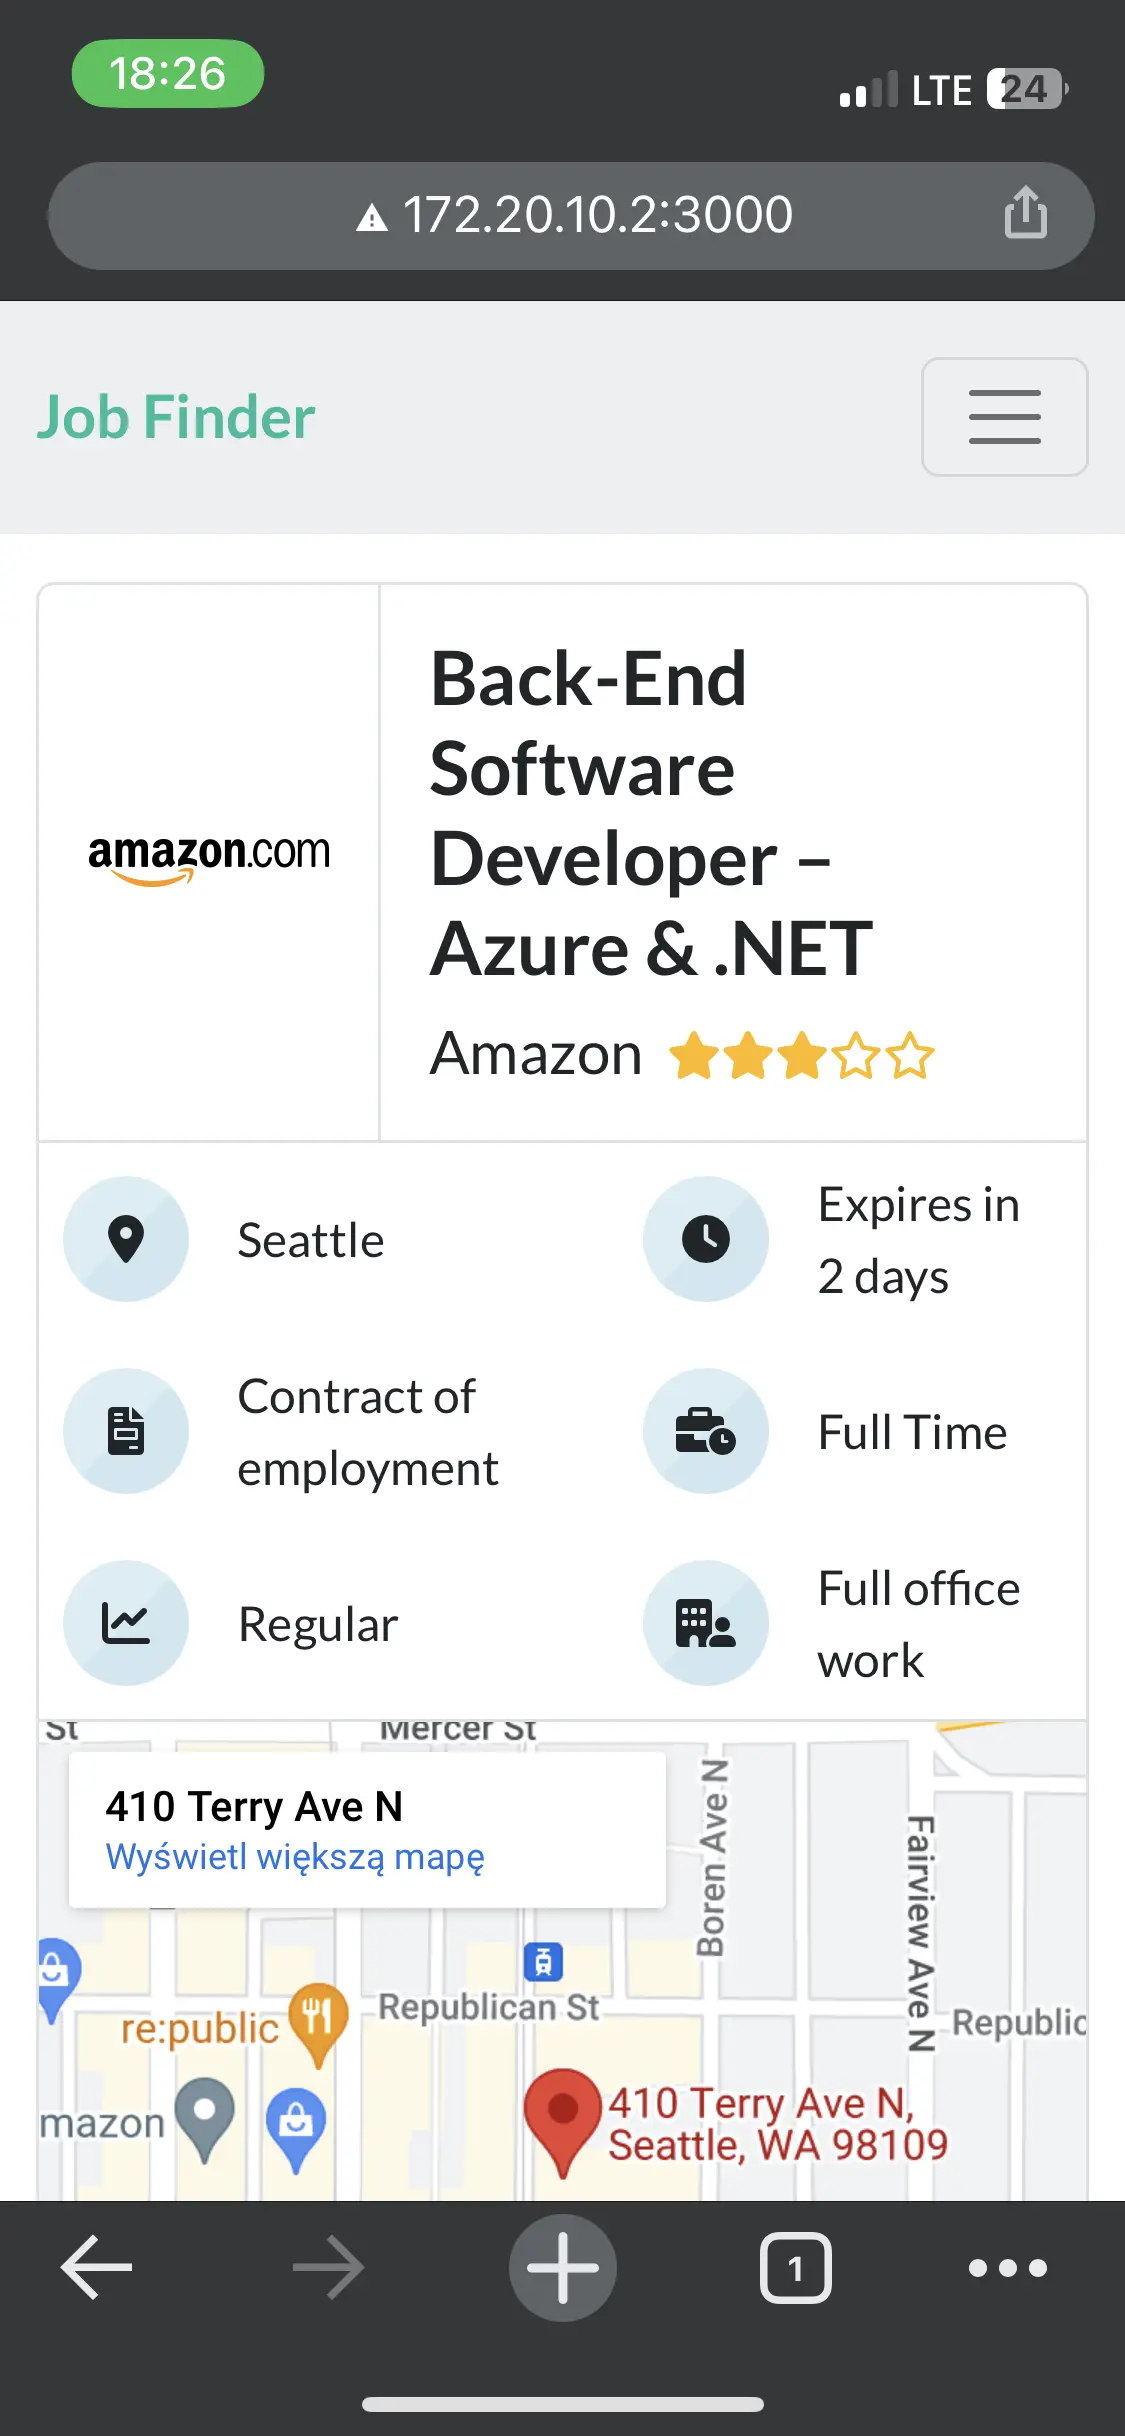 18:26
LTE 24
172.20.10.2:3000
Job Finder
amazon.com
Back-End
Software
Developer –
Azure & .NET
Amazon
Seattle
Expires in
2 days
Contract of
employment
Full Time
Regular
Full office
work
St
Mercer St
410 Terry Ave N
Wyświetl większą mapę
Boren Ave N
Fairview Ave N
re:public
Republican St
Republic
mazon
410 Terry Ave N,
Seattle, WA 98109
1